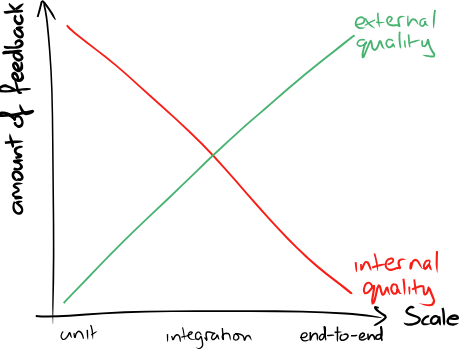 amount of feedback
external
quality
internal
quality
Scale
unit
integration
end-to-end